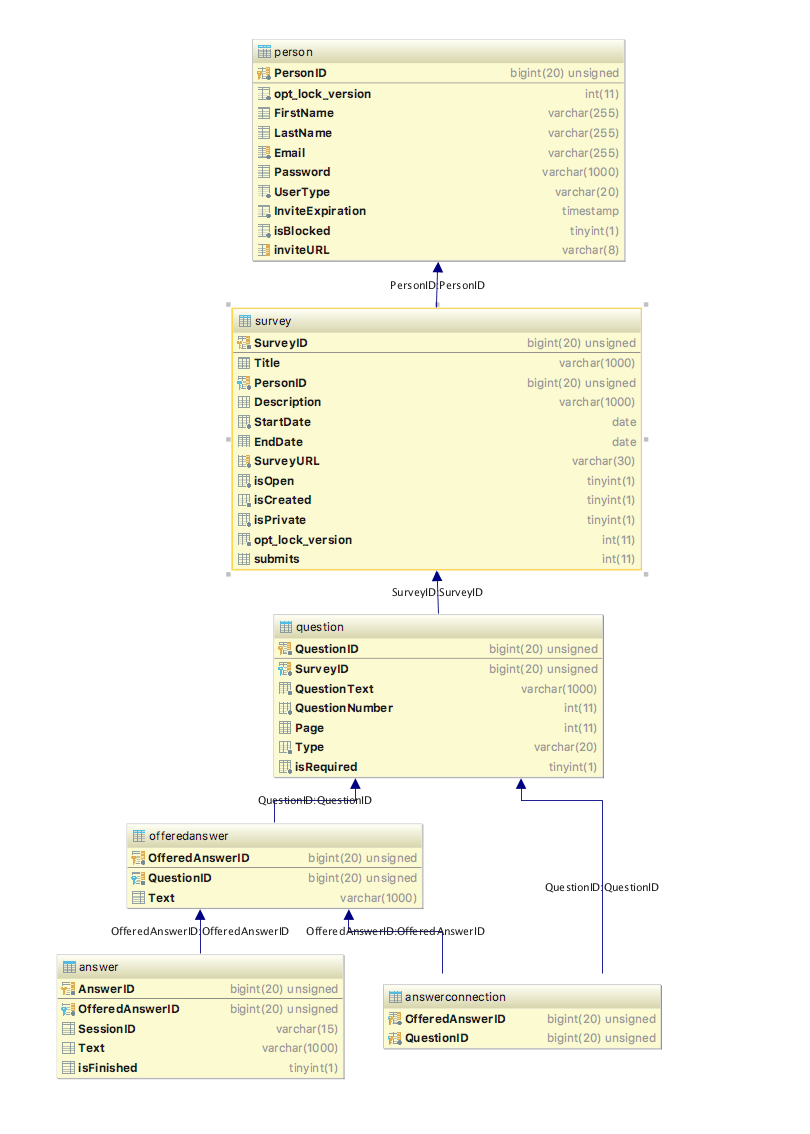 person
PersonID bigint(20) unsigned
opt_lock_version int(11)
FirstName varchar(255)
LastName varchar(255)
Email varchar(255)
Password varchar(1000)
UserType varchar(20)
InviteExpiration timestamp
isBlocked tinyint(1)
inviteURL varchar(8)
PersonID:PersonID
survey
SurveyID bigint(20) unsigned
Title varchar(1000)
PersonID bigint(20) unsigned
Description varchar(1000)
StartDate date
EndDate date
SurveyURL varchar(30)
isOpen tinyint(1)
isCreated tinyint(1)
isPrivate tinyint(1)
opt_lock_version int(11)
submits int(11)
SurveyID:SurveyID
question
QuestionID bigint(20) unsigned
SurveyID bigint(20) unsigned
QuestionText varchar(1000)
QuestionNumber int(11)
Page int(11)
Type varchar(20)
isRequired tinyint(1)
QuestionID:QuestionID
offeredanswer
OfferedAnswerID bigint(20) unsigned
QuestionID bigint(20) unsigned
Text varchar(1000)
QuestionID:QuestionID
OfferedAnswerID:OfferedAnswerID
OfferedAnswerID:OfferedAnswerID
answer
AnswerID bigint(20) unsigned
OfferedAnswerID bigint(20) unsigned
SessionID varchar(15)
Text varchar(1000)
isFinished tinyint(1)
answerconnection
OfferedAnswerID bigint(20) unsigned
QuestionID bigint(20) unsigned